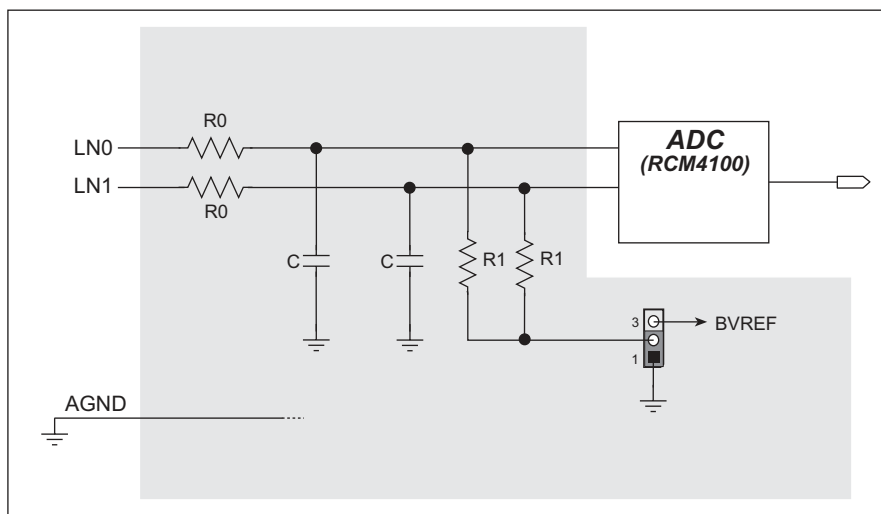 R0
LN0
ADC
(RCM4100)
LN1
R0
C
C
R1
R1
3
BVREF
1
AGND